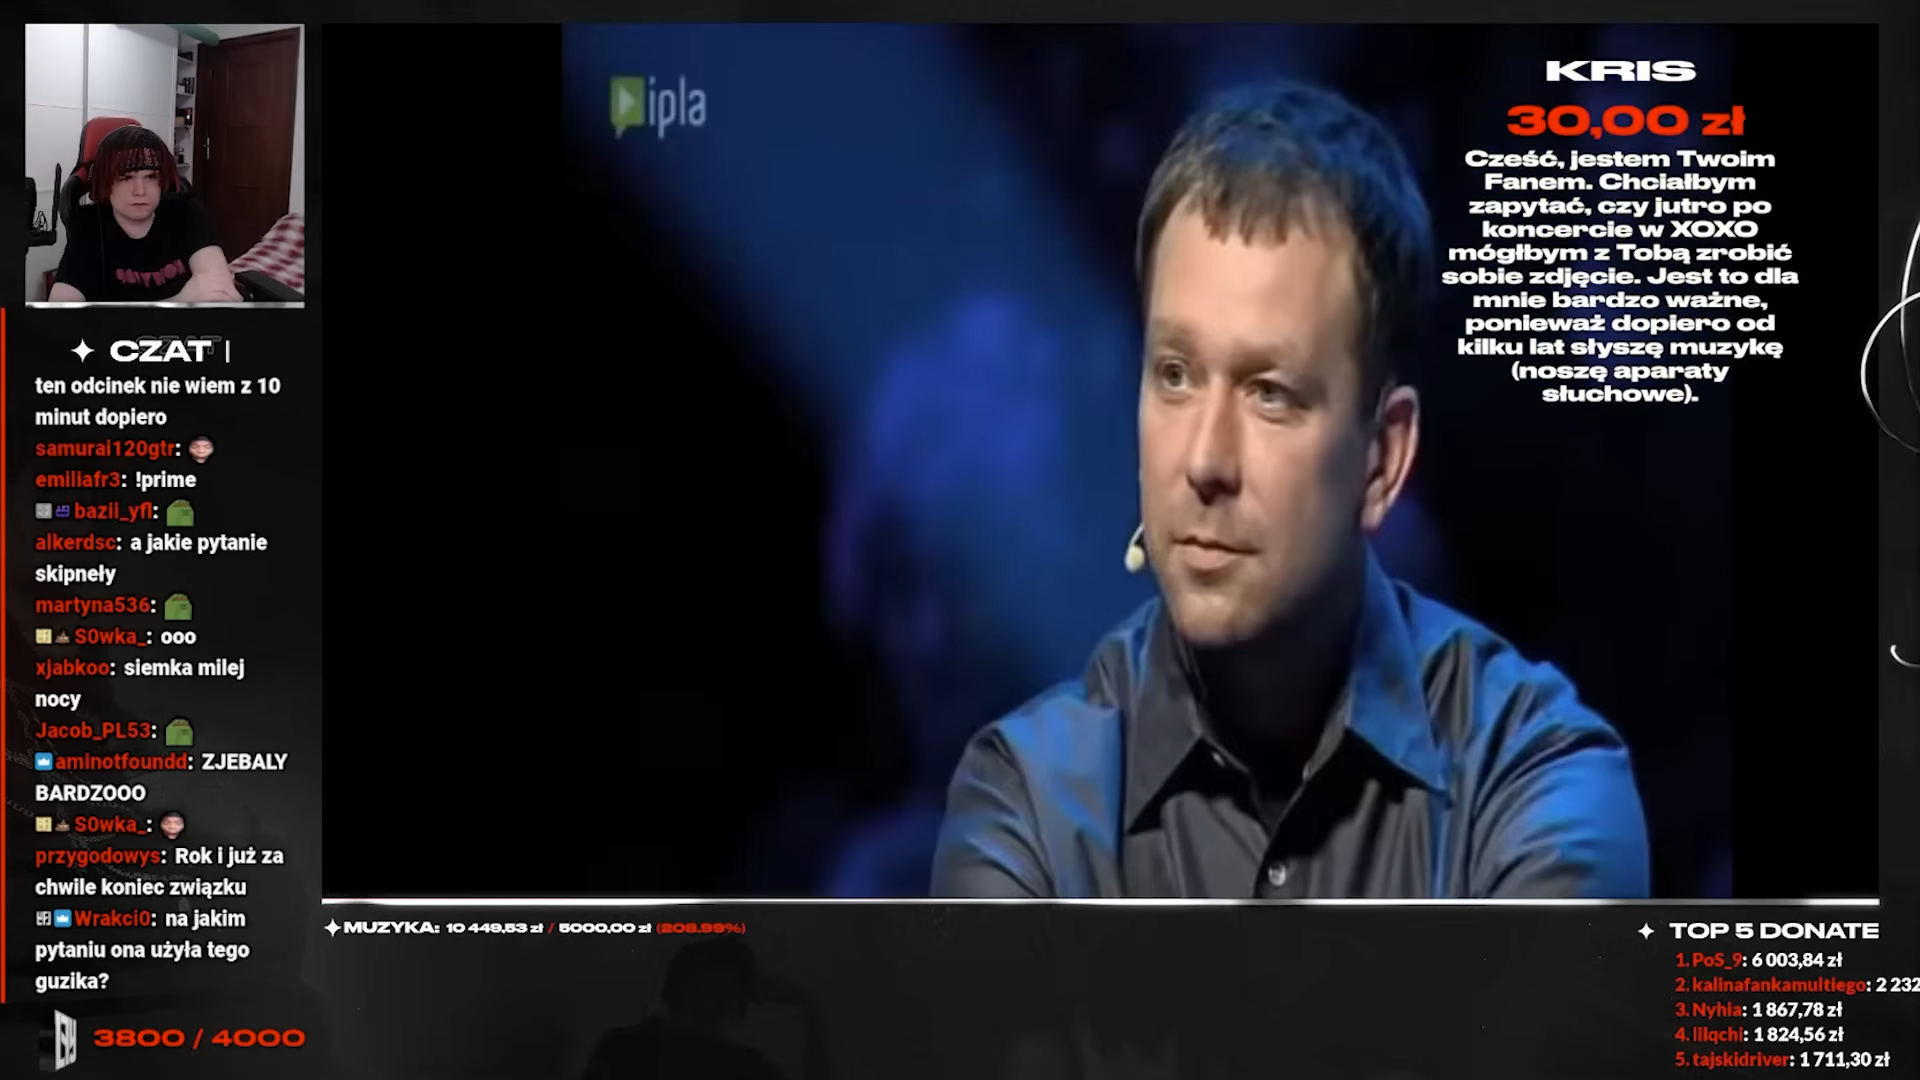 ipla
KRIS
30,00 zł
Cześć, jestem Twoim
Fanem. Chciałbym
zapytać, czy jutro po
koncercie w XOXO
mógłbym z Tobą zrobić
sobie zdjęcie. Jest to dla
mnie bardzo ważne,
ponieważ dopiero od
kilku lat słyszę muzykę
(noszę aparaty
słuchowe).
CZAT |
ten odcinek nie wiem z 10
minut dopiero
samurai120gtr:
emiliafr3: !prime
bazii_yfl:
alkerdsc: a jakie pytanie
skipneły
martyna536:
S0wka_: ooo
xjabkoo: siemka milej
nocy
Jacob_PL53:
aminotfoundd: ZJEBALY
BARDZOOO
S0wka_:
przygodowys: Rok i już za
chwile koniec związku
Wrakci0: na jakim
pytaniu ona użyła tego
guzika?
3800 / 4000
MUZYKA: 10 449,53 zł / 5000,00 zł (208.99%)
TOP 5 DONATE
1. PoS_9: 6 003,84 zł
2. kalinafankamultiego: 2 232
3. Nyhia: 1 867,78 zł
4. : 1 824,56 zł
5. tajskidriver: 1 711,30 zł